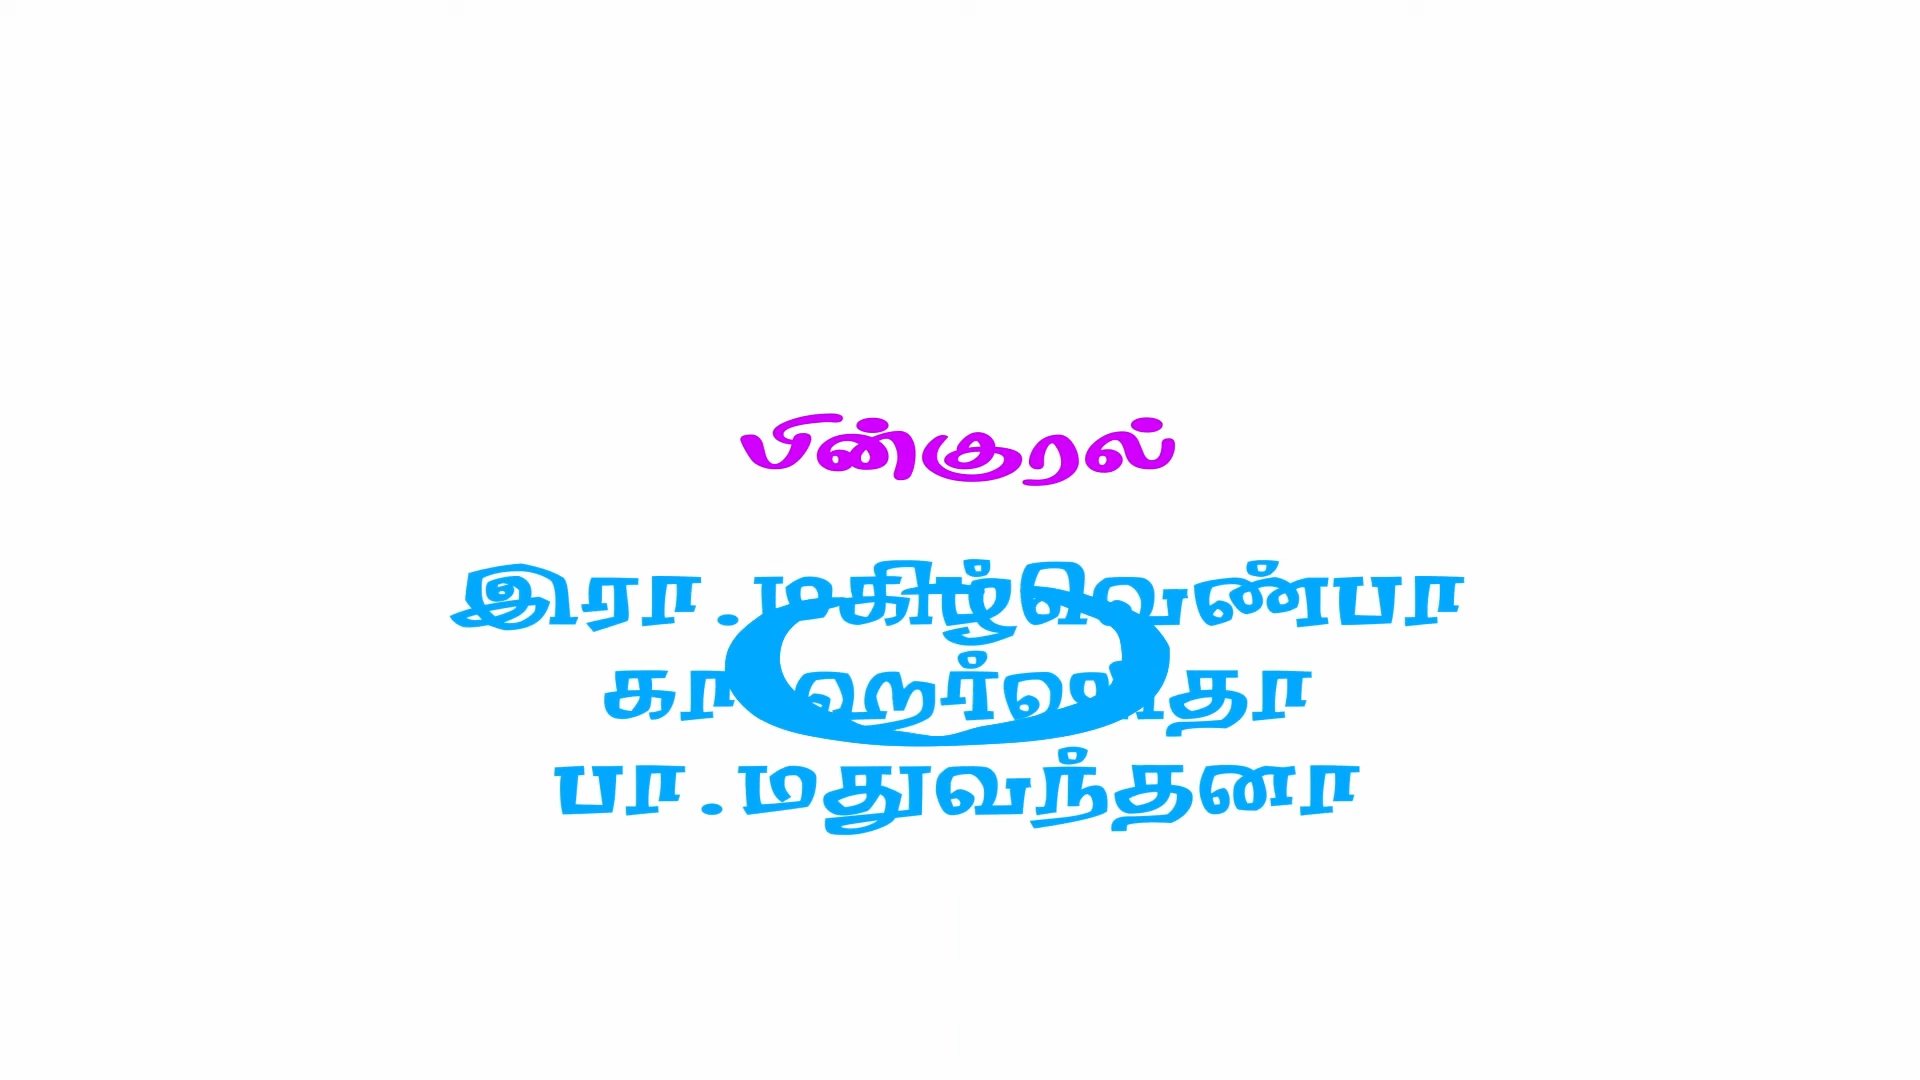 பின்குரல்
இரா.மகிழ்வெண்பா
கா.ஹெர்ஷிதா
பா.மதுவந்தனா